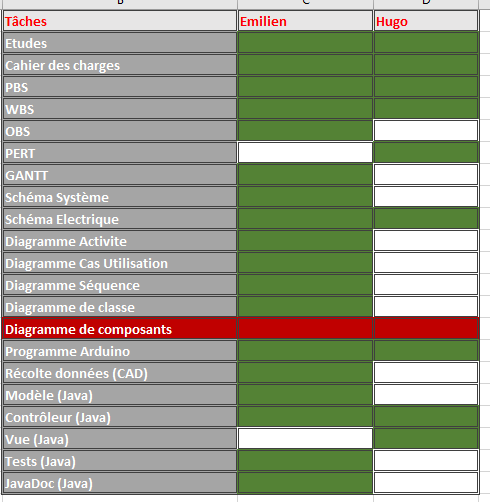 B C D
Tâches Emilien Hugo
Etudes
Cahier des charges
PBS
WBS
OBS
PERT
GANTT
Schéma Système
Schéma Electrique
Diagramme Activite
Diagramme Cas Utilisation
Diagramme Séquence
Diagramme de classe
Diagramme de composants
Programme Arduino
Récolte données (CAD)
Modèle (Java)
Contrôleur (Java)
Vue (Java)
Tests (Java)
JavaDoc (Java)